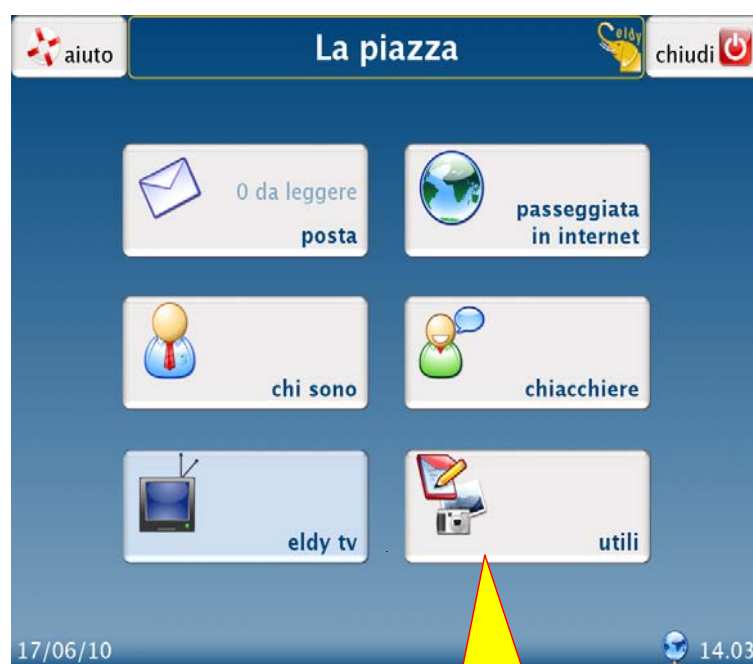 aiuto
La piazza
eldy
chiudi
0 da leggere
posta
passeggiata
in internet
chi sono
chiacchiere
eldy tv
utili
17/06/10
14.03